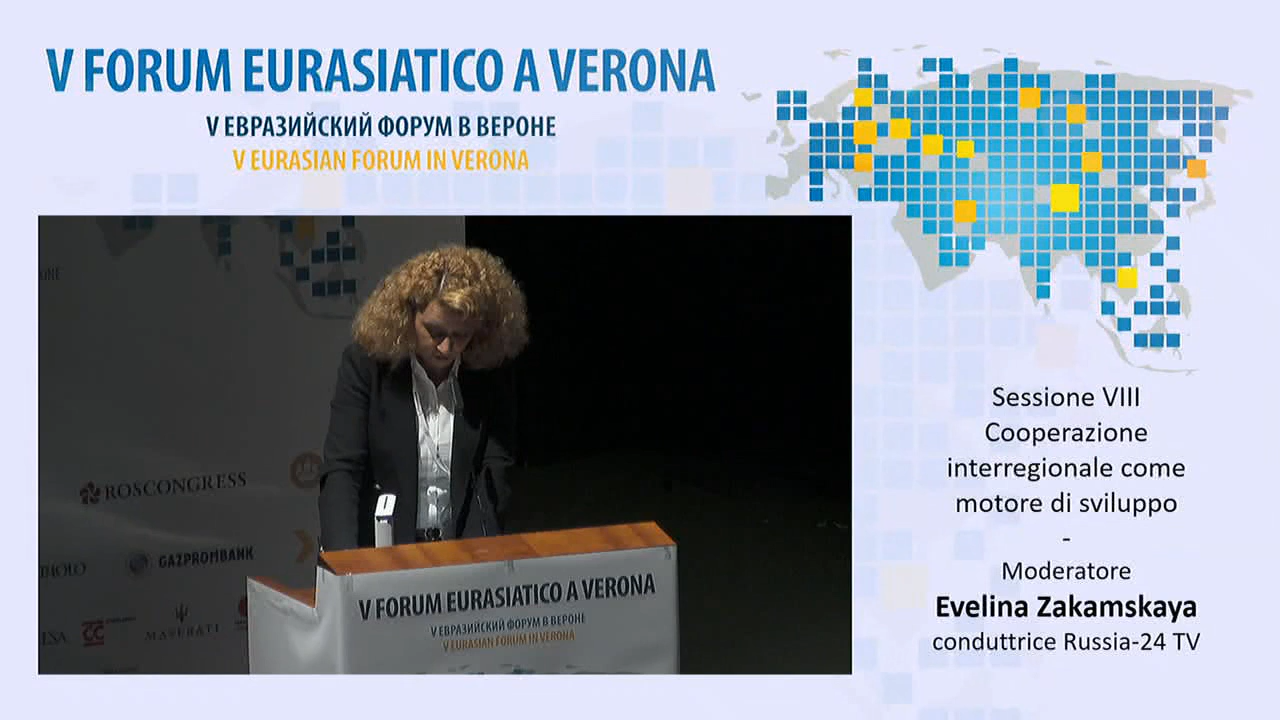 V FORUM EURASIATICO A VERONA
V ЕВРАЗИЙСКИЙ ФОРУМ В ВЕРОНЕ
V EURASIAN FORUM IN VERONA
ROSCONGRESS
GAZPROMBANK
MASERATI
V FORUM EURASIATICO A VERONA
V ЕВРАЗИЙСКИЙ ФОРУМ В ВЕРОНЕ
V EURASIAN FORUM IN VERONA
Sessione VIII
Cooperazione
interregionale come
motore di sviluppo
-
Moderatore
Evelina Zakamskaya
conduttrice Russia-24 TV